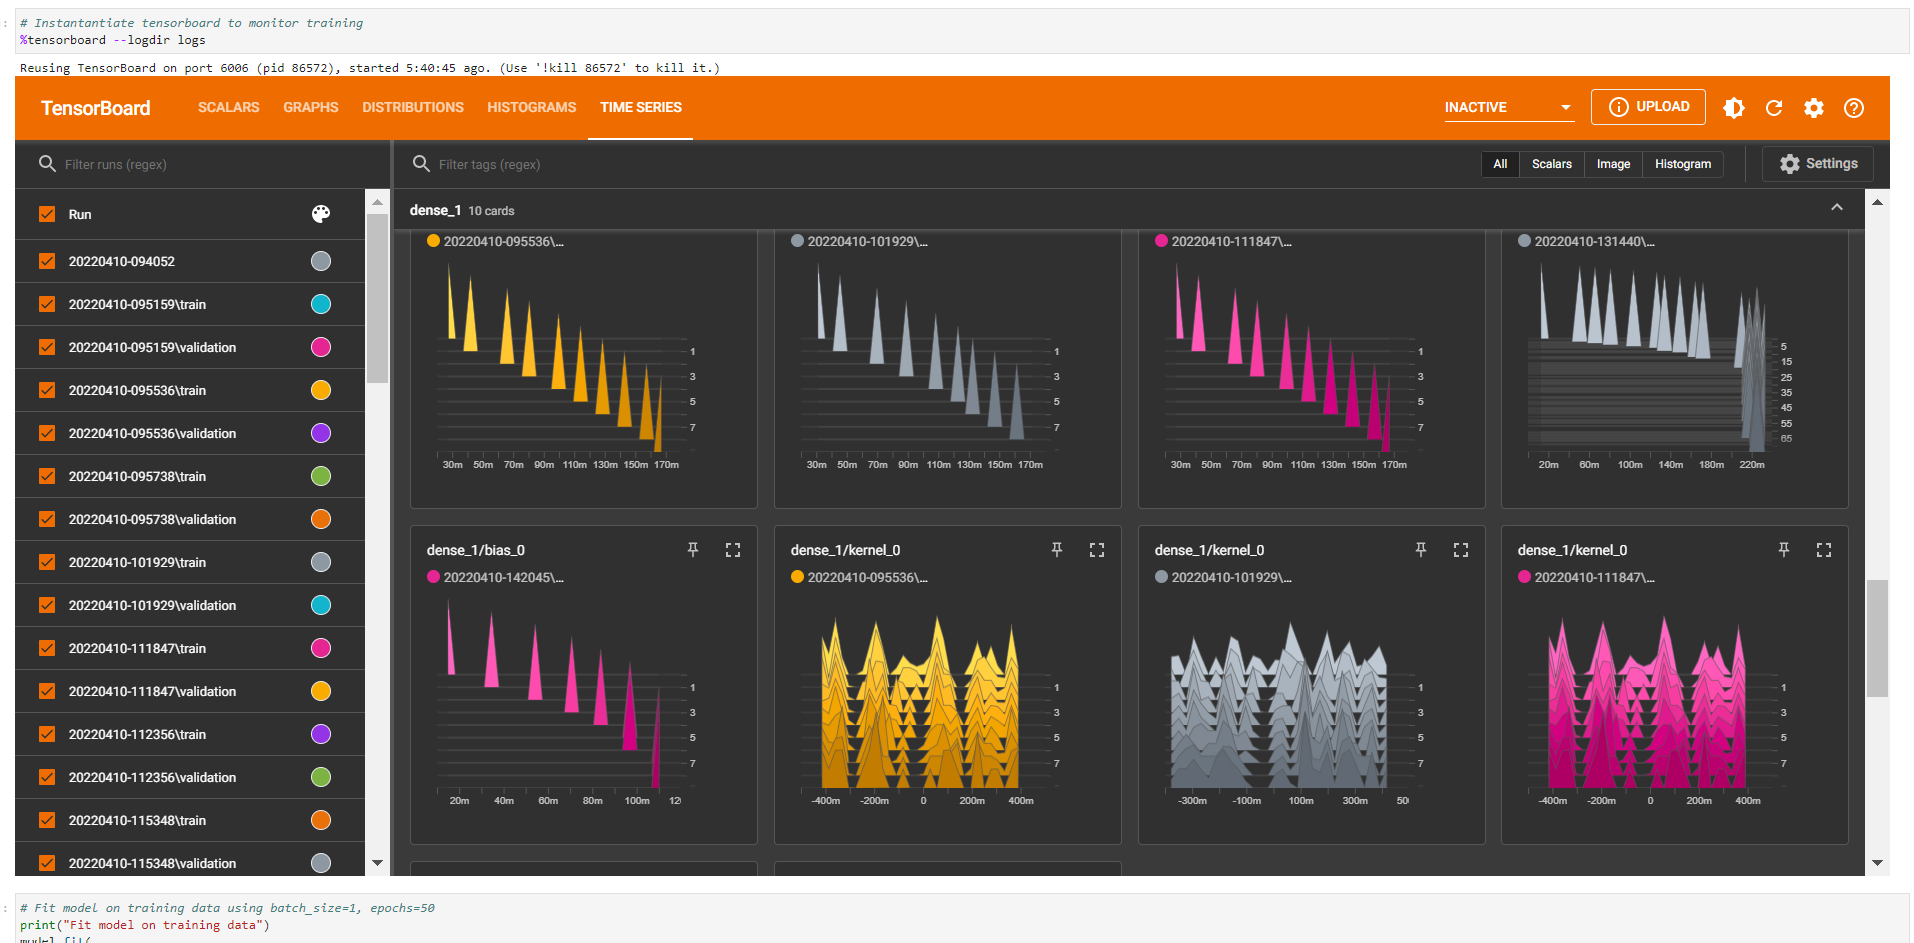 # Instantantiate tensorboard to monitor training
%tensorboard --logdir logs
Reusing TensorBoard on port 6006 (pid 86572), started 5:40:45 ago. (Use '!kill 86572' to kill it.)
TensorBoard SCALARS GRAPHS DISTRIBUTIONS HISTOGRAMS TIME SERIES INACTIVE UPLOAD
Filter runs (regex)
Filter tags (regex) All Scalars Image Histogram Settings
Run
20220410-094052
20220410-095159\train
20220410-095159\validation
20220410-095536\train
20220410-095536\validation
20220410-095738\train
20220410-095738\validation
20220410-101929\train
20220410-101929\validation
20220410-111847\train
20220410-111847\validation
20220410-112356\train
20220410-112356\validation
20220410-115348\train
20220410-115348\validation
dense_1 10 cards
20220410-095536\...
1
3
5
7
30m 50m 70m 90m 110m 130m 150m 170m
20220410-101929\...
1
3
5
7
30m 50m 70m 90m 110m 130m 150m 170m
20220410-111847\...
1
3
5
7
30m 50m 70m 90m 110m 130m 150m 170m
20220410-131440\...
5
15
25
35
45
55
65
20m 60m 100m 140m 180m 220m
dense_1/bias_0
20220410-142045\...
1
3
5
7
20m 40m 60m 80m 100m 12
dense_1/kernel_0
20220410-095536\...
1
3
5
7
-400m -200m 0 200m 400m
dense_1/kernel_0
20220410-101929\...
1
3
5
7
-300m -100m 100m 300m 50
dense_1/kernel_0
20220410-111847\...
1
3
5
7
-400m -200m 0 200m 400m
# Fit model on training data using batch_size=1, epochs=50
print("Fit model on training data")
model.fit(